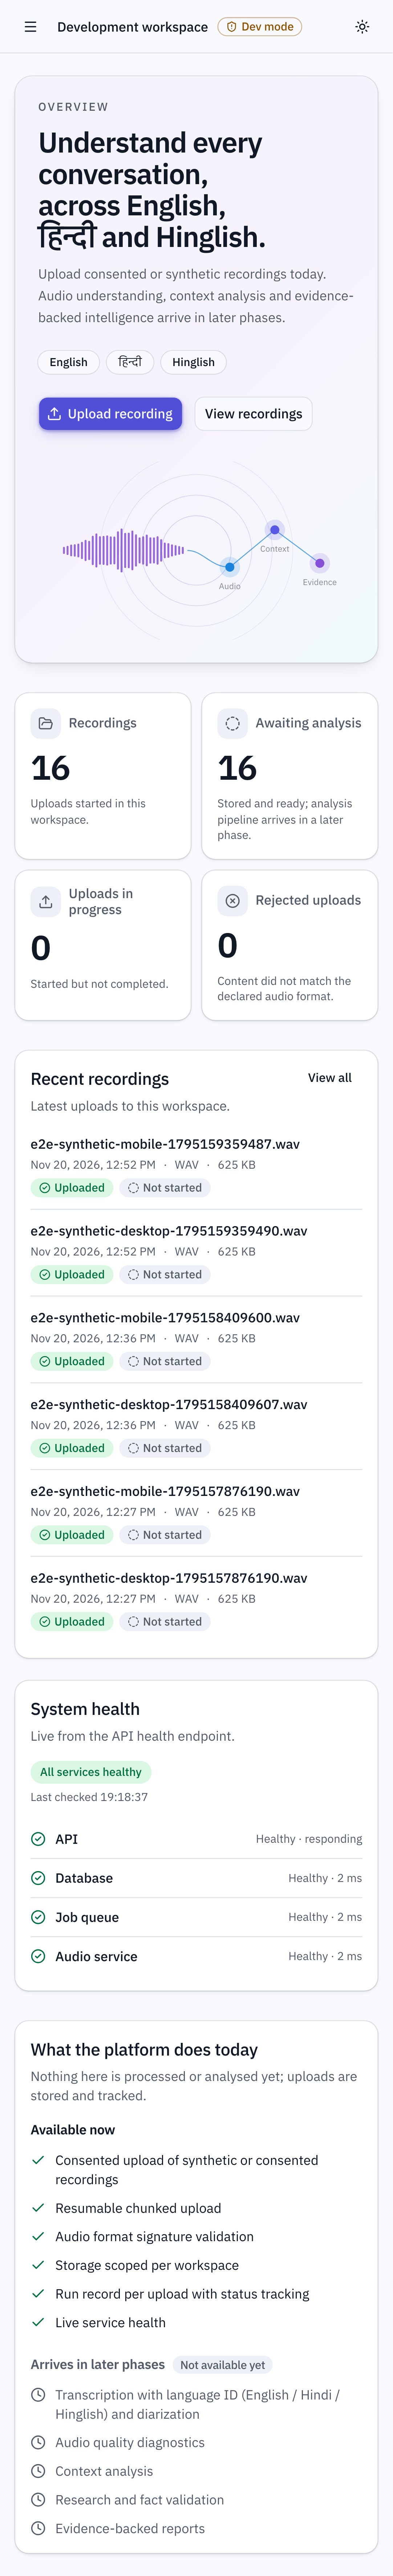 Development workspace
Dev mode
OVERVIEW
Understand every
conversation,
across English,
हिन्दी and Hinglish.
Upload consented or synthetic recordings today.
Audio understanding, context analysis and evidence-
backed intelligence arrive in later phases.
English
हिन्दी
Hinglish
Upload recording
View recordings
Context
Audio
Evidence
Recordings
16
Uploads started in this
workspace.
Awaiting analysis
16
Stored and ready; analysis
pipeline arrives in a later
phase.
Uploads in
progress
0
Started but not completed.
Rejected uploads
0
Content did not match the
declared audio format.
Recent recordings
View all
Latest uploads to this workspace.
e2e-synthetic-mobile-1795159359487.wav
Nov 20, 2026, 12:52 PM · WAV · 625 KB
Uploaded
Not started
e2e-synthetic-desktop-1795159359490.wav
Nov 20, 2026, 12:52 PM · WAV · 625 KB
Uploaded
Not started
e2e-synthetic-mobile-1795158409600.wav
Nov 20, 2026, 12:36 PM · WAV · 625 KB
Uploaded
Not started
e2e-synthetic-desktop-1795158409607.wav
Nov 20, 2026, 12:36 PM · WAV · 625 KB
Uploaded
Not started
e2e-synthetic-mobile-1795157876190.wav
Nov 20, 2026, 12:27 PM · WAV · 625 KB
Uploaded
Not started
e2e-synthetic-desktop-1795157876190.wav
Nov 20, 2026, 12:27 PM · WAV · 625 KB
Uploaded
Not started
System health
Live from the API health endpoint.
All services healthy
Last checked 19:18:37
API
Healthy · responding
Database
Healthy · 2 ms
Job queue
Healthy · 2 ms
Audio service
Healthy · 2 ms
What the platform does today
Nothing here is processed or analysed yet; uploads are
stored and tracked.
Available now
Consented upload of synthetic or consented
recordings
Resumable chunked upload
Audio format signature validation
Storage scoped per workspace
Run record per upload with status tracking
Live service health
Arrives in later phases
Not available yet
Transcription with language ID (English / Hindi /
Hinglish) and diarization
Audio quality diagnostics
Context analysis
Research and fact validation
Evidence-backed reports